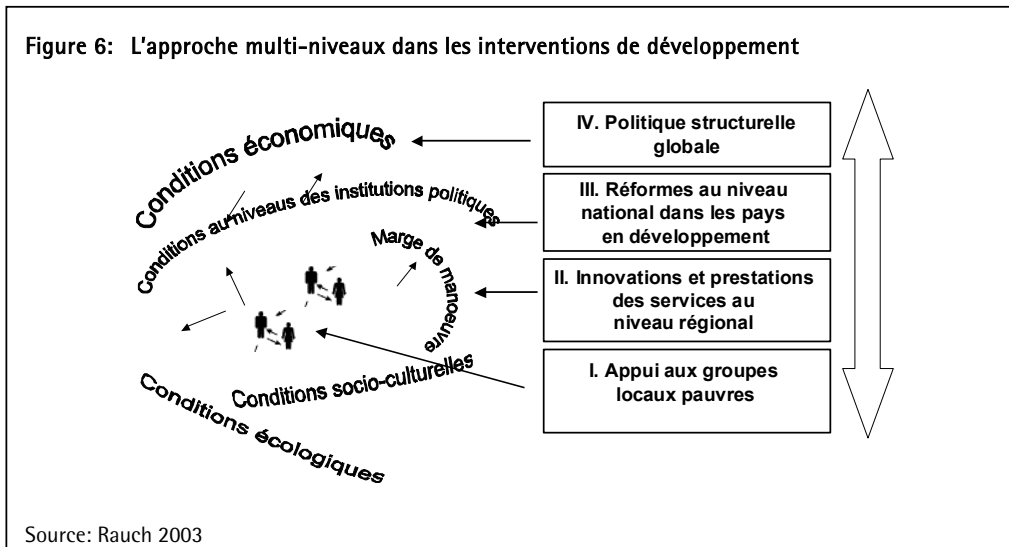 Figure 6: L'approche multi-niveaux dans les interventions de développement
Conditions économiques
Conditions au niveaus des institutions politiques
Marge de manoeuvre
Conditions socio-culturelles
Conditions écologiques
IV. Politique structurelle
globale
III. Réformes au niveau
national dans les pays
en développement
II. Innovations et prestations
des services au
niveau régional
I. Appui aux groupes
locaux pauvres
Source: Rauch 2003